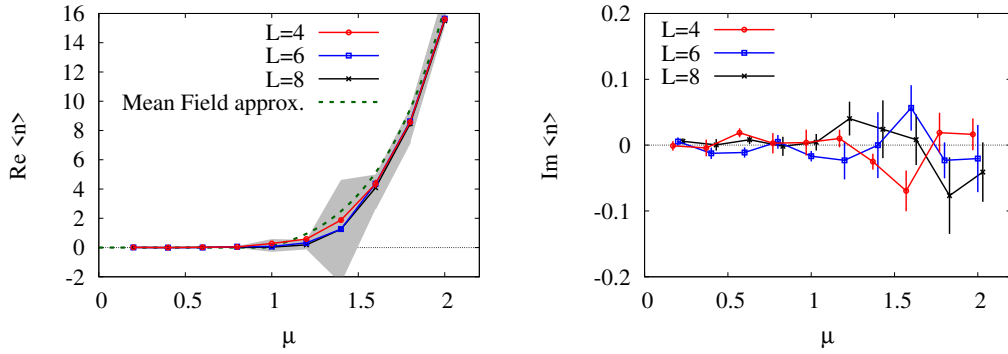 Re <n>
16
14
12
10
8
6
4
2
0
-2
0
0.5
1
1.5
2
μ
L=4
L=6
L=8
Mean Field approx.
Im <n>
0.2
0.1
0
-0.1
-0.2
0
0.5
1
1.5
2
μ
L=4
L=6
L=8